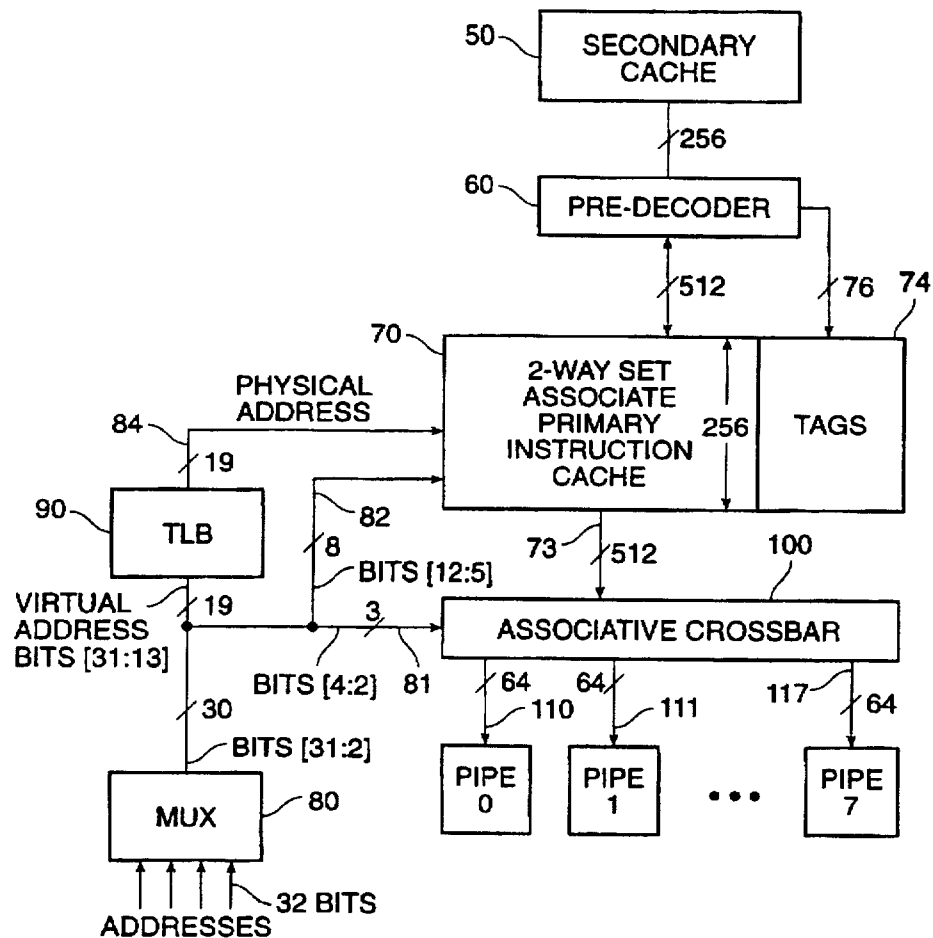 50
SECONDARY
CACHE
256
60
PRE-DECODER
512
76
74
70
2-WAY SET
ASSOCIATE
PRIMARY
INSTRUCTION
CACHE
256
TAGS
PHYSICAL
ADDRESS
84
19
90
TLB
82
8
BITS [12:5]
73
512
100
VIRTUAL
ADDRESS
BITS [31:13]
19
3
ASSOCIATIVE CROSSBAR
BITS [4:2]
81
64
110
64
111
117
64
30
BITS [31:2]
PIPE
0
PIPE
1
PIPE
7
MUX
80
32 BITS
ADDRESSES